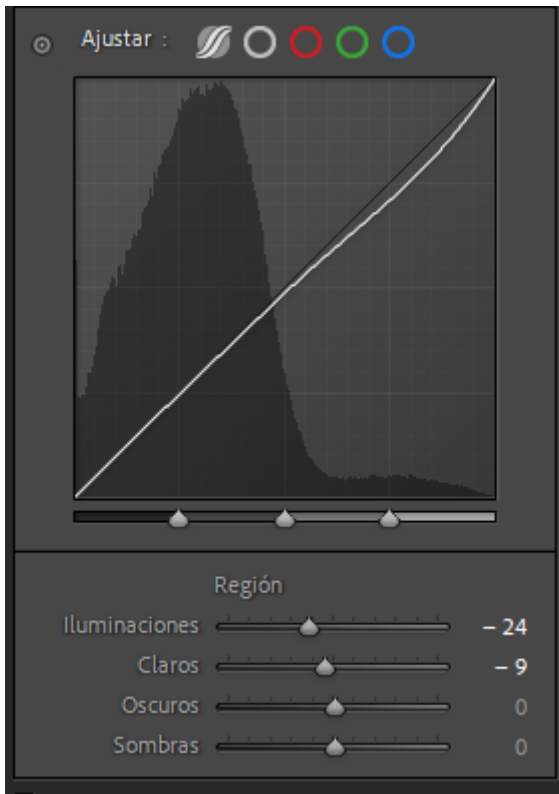 Ajustar :
Región
Iluminaciones – 24
Claros – 9
Oscuros 0
Sombras 0